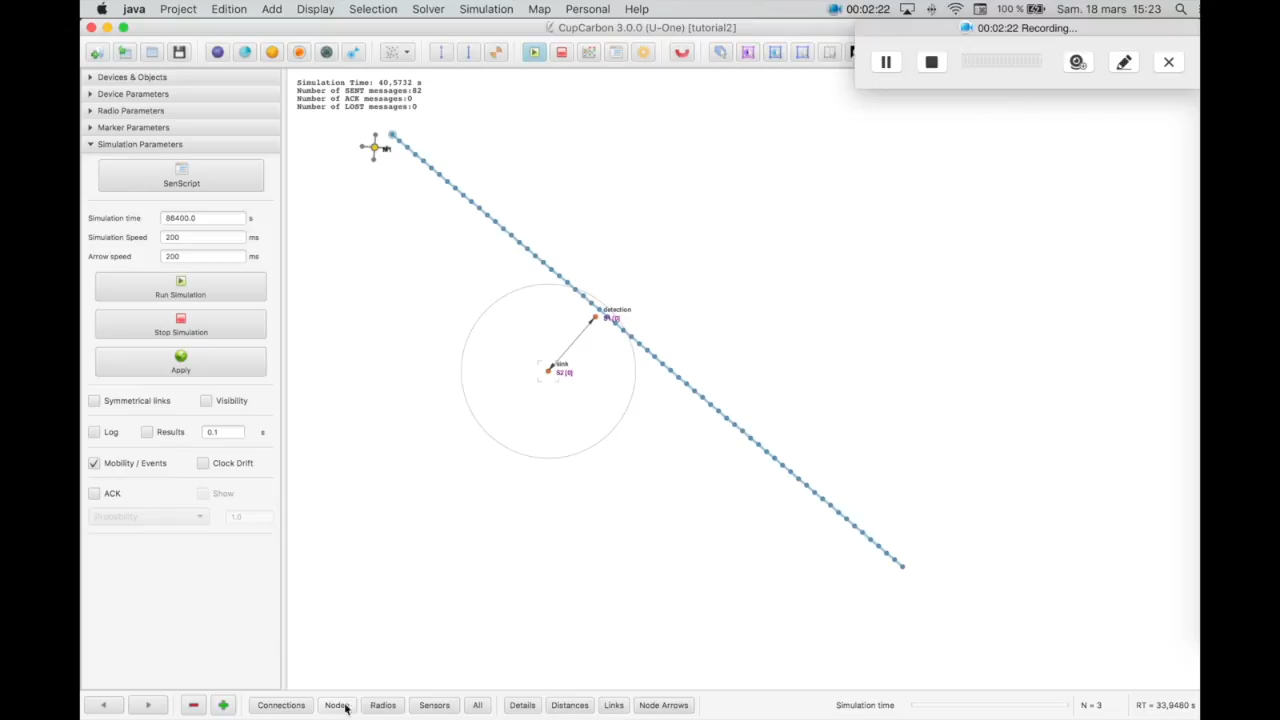 java Project Edition Add Display Selection Solver Simulation Map Personal Help 00:02:22 100 % Sam. 18 mars 15:23
CupCarbon 3.0.0 (U-One) [tutorial2]
00:02:22 Recording...
Devices & Objects
Device Parameters
Radio Parameters
Marker Parameters
Simulation Parameters
SenScript
Simulation time 86400.0 s
Simulation Speed 200 ms
Arrow speed 200 ms
Run Simulation
Stop Simulation
Apply
Symmetrical links Visibility
Log Results 0.1 s
Mobility / Events Clock Drift
ACK Show
Probability 1.0
Simulation Time: 40.5732 s
Number of SENT messages:82
Number of ACK messages:0
Number of LOST messages:0
detection
sink
S2 [0]
Connections Nodes Radios Sensors All Details Distances Links Node Arrows Simulation time N = 3 RT = 33,9480 s